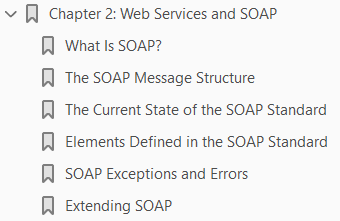 Chapter 2: Web Services and SOAP
What Is SOAP?
The SOAP Message Structure
The Current State of the SOAP Standard
Elements Defined in the SOAP Standard
SOAP Exceptions and Errors
Extending SOAP